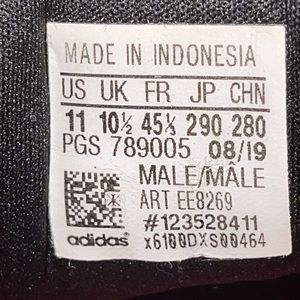 MADE IN INDONESIA
US UK FR JP CHN
11 10½ 45⅓ 290 280
PGS 789005 08/19
MALE/MÂLE
ART EE8269
#123528411
adidas® x6100DXS00464